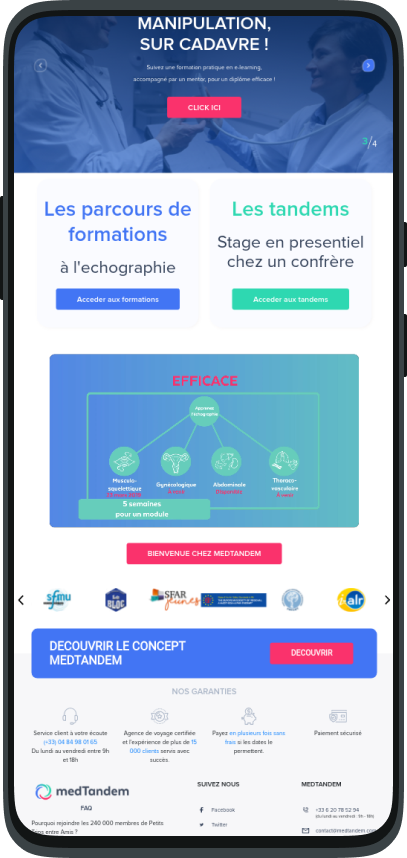 MANIPULATION,
SUR CADAVRE !
Suivez une formation pratique en e-learning,
accompagné par un mentor, pour un diplôme efficace !
CLICK ICI
3/4
Les parcours de
formations
à l'echographie
Acceder aux formations
Les tandems
Stage en presentiel
chez un confrère
Acceder aux tandems
EFFICACE
Musculo-
squelettique
Gynécologique
Abdominale
Disponible
Thoraco-
vasculaire
A venir
5 semaines
pour un module
BIENVENUE CHEZ MEDTANDEM
sfmu
BLOC
SFAR
jeunes
alr
DECOUVRIR LE CONCEPT
MEDTANDEM
DECOUVRIR
NOS GARANTIES
Service client à votre écoute
(+33) 04 84 98 01 65
Du lundi au vendredi entre 9h
et 18h
Agence de voyage certifiée
et l'expérience de plus de 15
000 clients servis avec
succès.
Payez en plusieurs fois sans
frais si les dates le
permettent.
Paiement sécurisé
medTandem
FAQ
Pourquoi rejoindre les 240 000 membres de Petits
Écos entre Amis ?
SUIVEZ NOUS
Facebook
Twitter
MEDTANDEM
+33 6 20 78 52 94
(du lundi au vendredi : 9h - 18h)
contact@medtandem.com